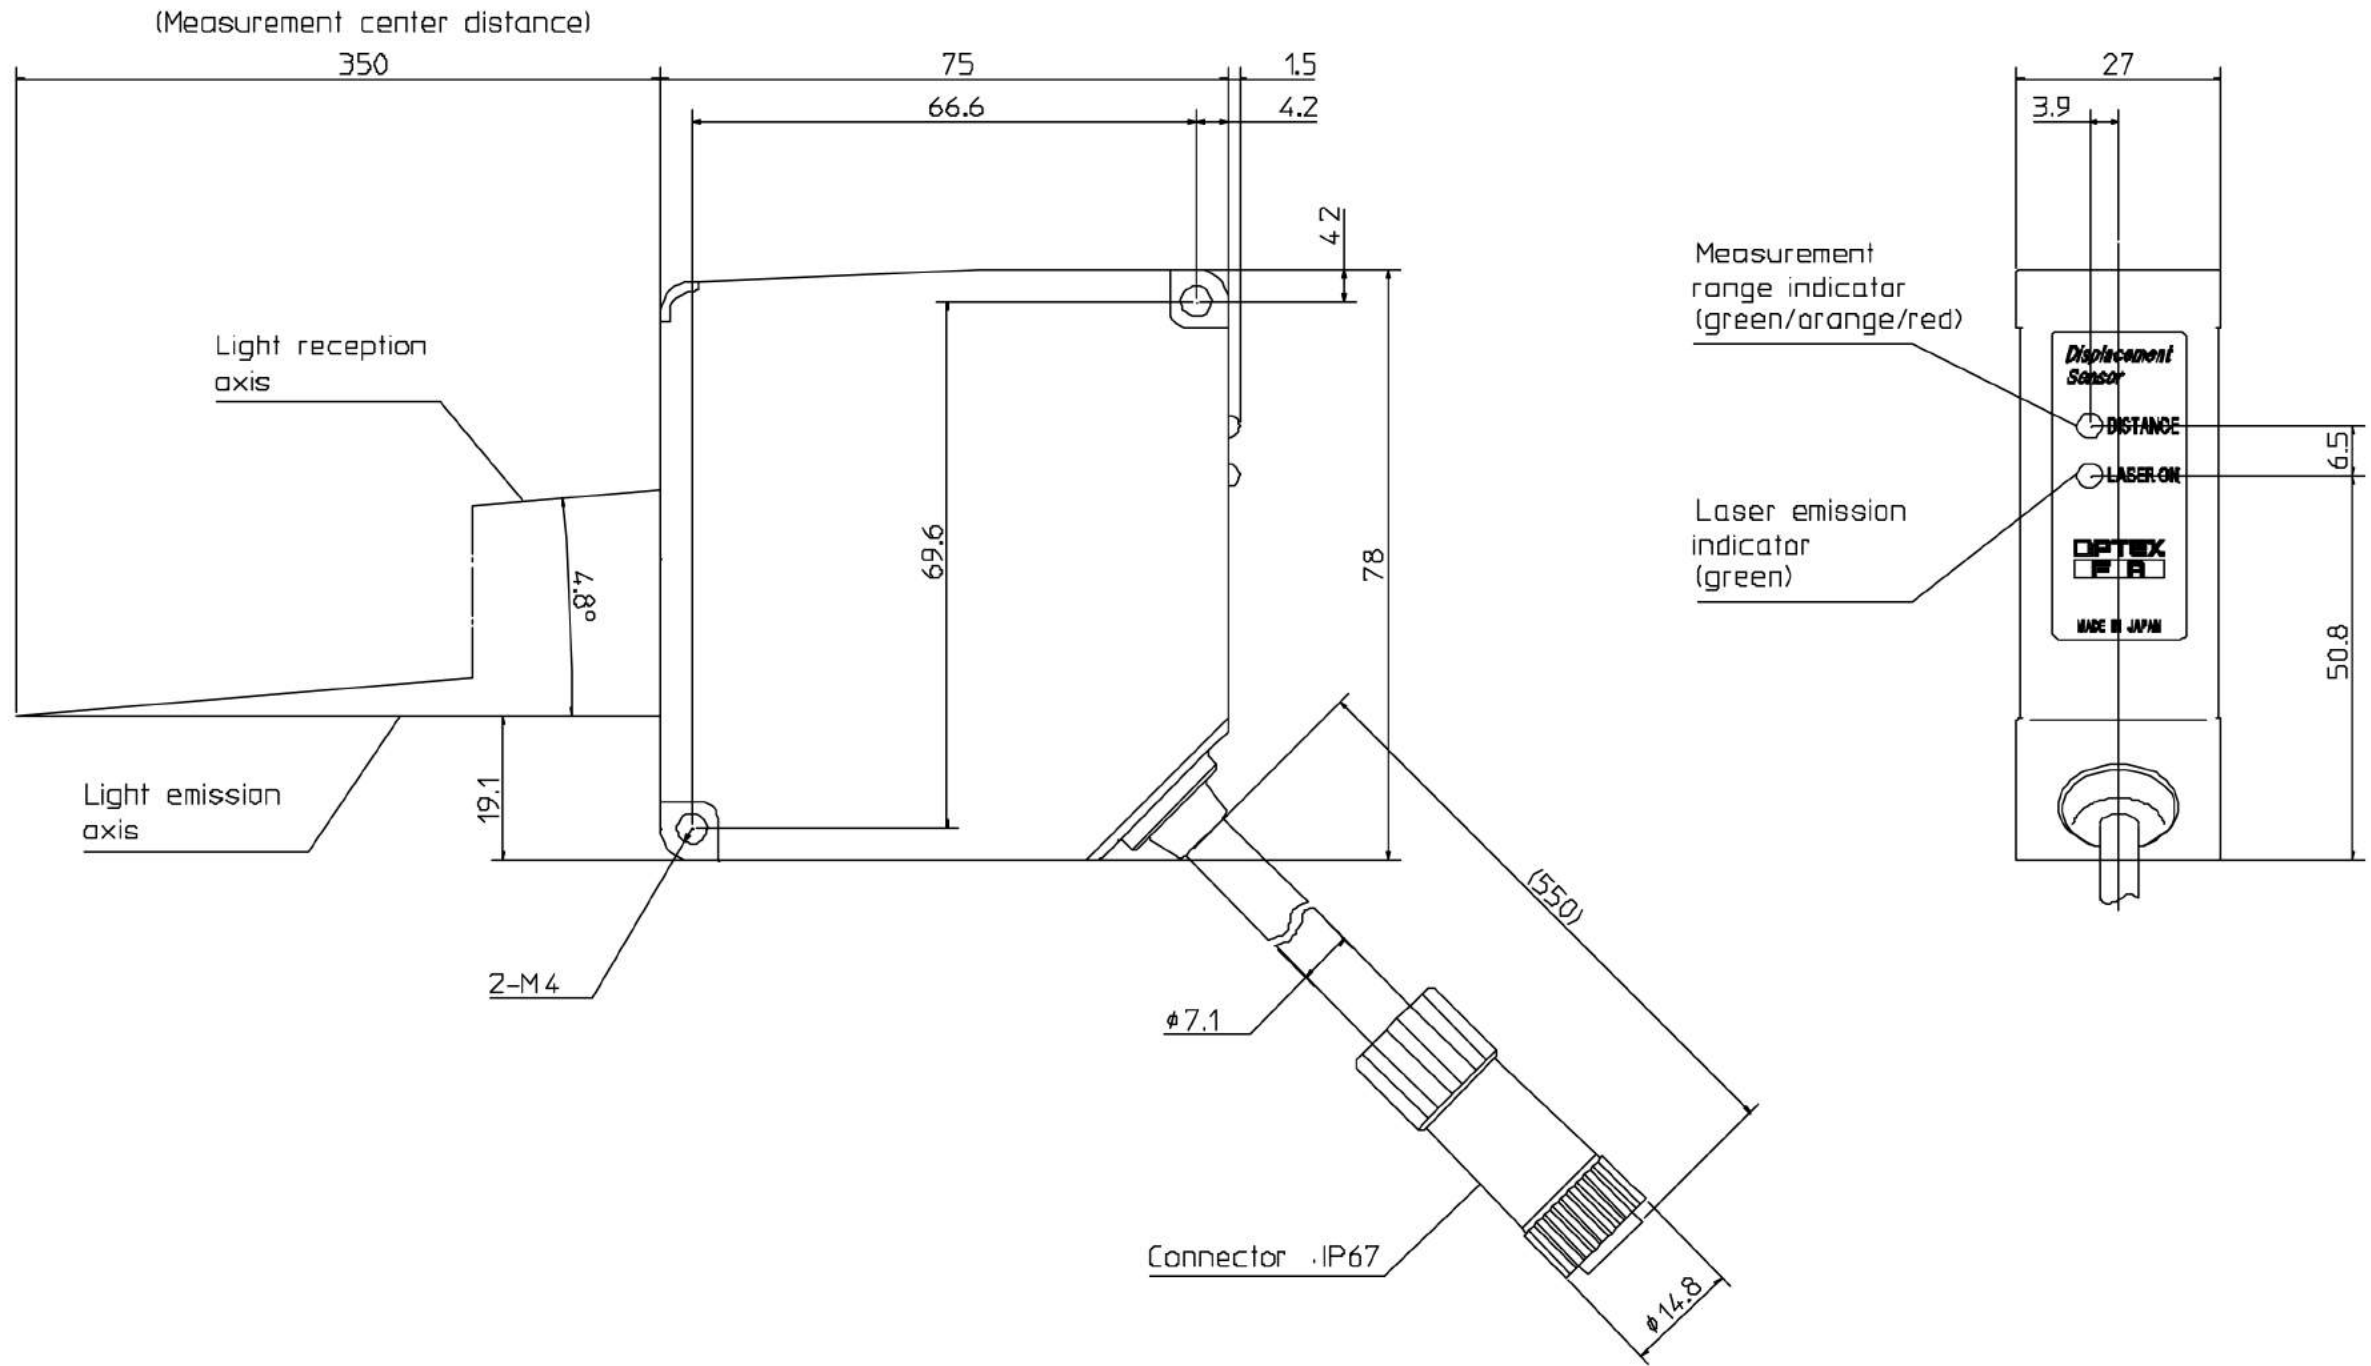 (Measurement center distance)
350
75
1.5
27
66.6
4.2
3.9
4.2
Measurement
range indicator
(green/orange/red)
Light reception
axis
Displacement
Sensor
DISTANCE
6.5
LASER ON
Laser emission
indicator
(green)
69.6
78
4.8°
OPTEX
FA
MADE IN JAPAN
50.8
19.1
Light emission
axis
(550)
2-M4
ϕ7.1
Connector .IP67
ϕ14.8